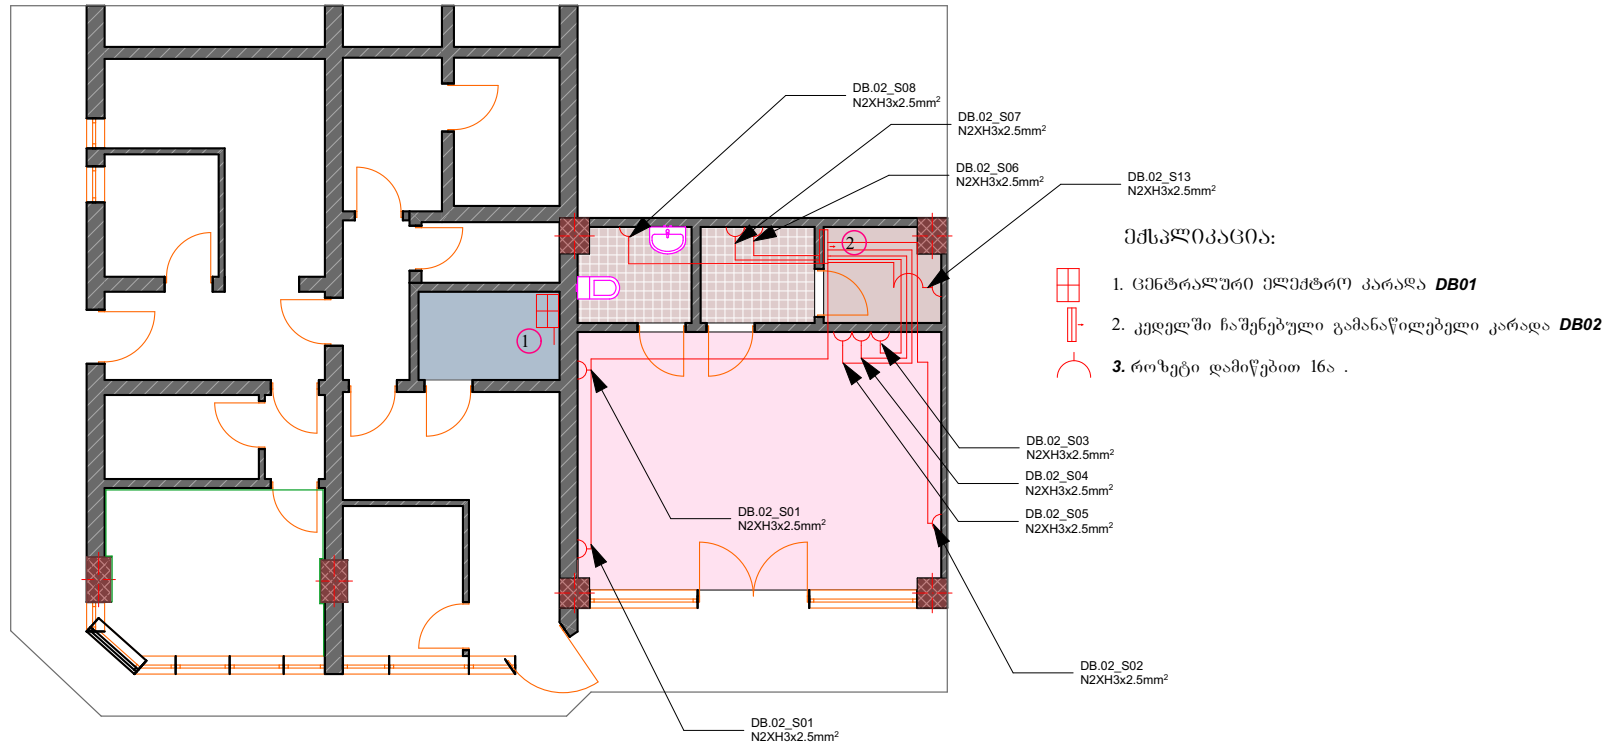 DB.02_S08
N2XH3x2.5mm²
DB.02_S07
N2XH3x2.5mm²
DB.02_S06
N2XH3x2.5mm²
DB.02_S13
N2XH3x2.5mm²
ექსპლიკაცია:
1. ცენტრალური ელექტრო კარადა DB01
2. კედელში ჩაშენებული გამანაწილებელი კარადა DB02
3. როზეტი დამიწებით 16ა .
2
1
DB.02_S03
N2XH3x2.5mm²
DB.02_S04
N2XH3x2.5mm²
DB.02_S05
N2XH3x2.5mm²
DB.02_S01
N2XH3x2.5mm²
DB.02_S02
N2XH3x2.5mm²
DB.02_S01
N2XH3x2.5mm²